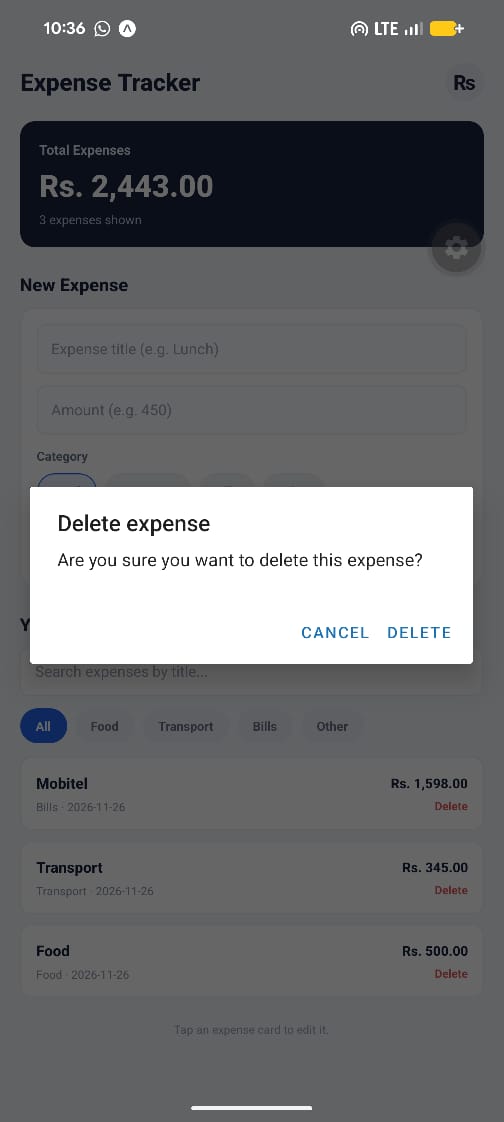 10:36 LTE
Expense Tracker Rs
Total Expenses
Rs. 2,443.00
3 expenses shown
New Expense
Expense title (e.g. Lunch)
Amount (e.g. 450)
Category
Delete expense
Are you sure you want to delete this expense?
CANCEL DELETE
Search expenses by title...
All Food Transport Bills Other
Mobitel Rs. 1,598.00
Bills · 2026-11-26 Delete
Transport Rs. 345.00
Transport · 2026-11-26 Delete
Food Rs. 500.00
Food · 2026-11-26 Delete
Tap an expense card to edit it.